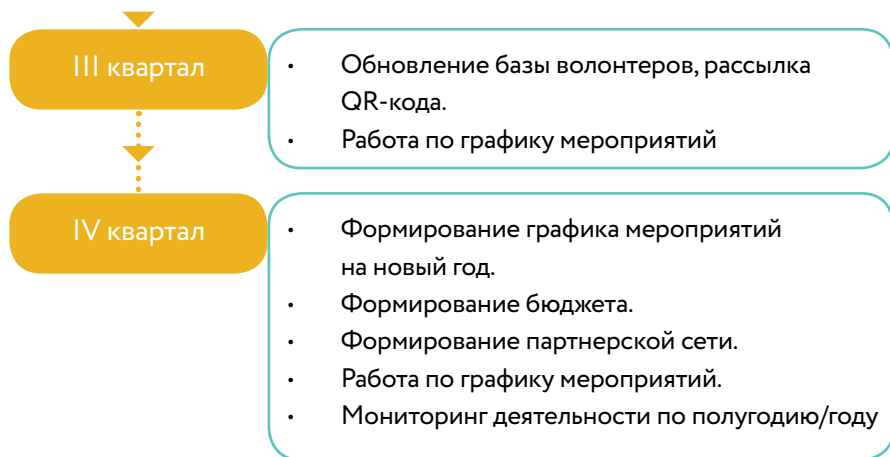 III квартал
• Обновление базы волонтеров, рассылка
QR-кода.
• Работа по графику мероприятий
IV квартал
• Формирование графика мероприятий
на новый год.
• Формирование бюджета.
• Формирование партнерской сети.
• Работа по графику мероприятий.
• Мониторинг деятельности по полугодию/году